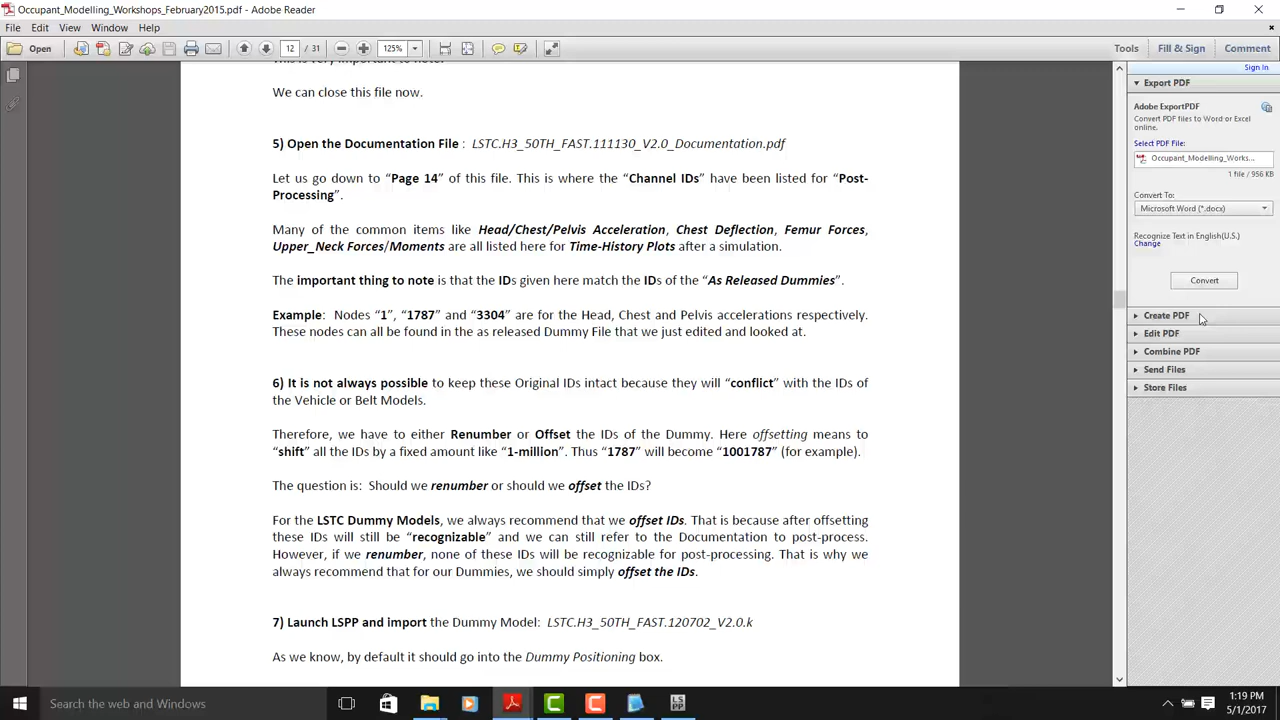 Occupant_Modelling_Workshops_February2015.pdf - Adobe Reader
File Edit View Window Help
Open 12 / 31 125% Tools Fill & Sign Comment
Sign In
This is very important to note.
We can close this file now.
5) Open the Documentation File : LSTC.H3_50TH_FAST.111130_V2.0_Documentation.pdf
Let us go down to “Page 14” of this file. This is where the “Channel IDs” have been listed for “Post-
Processing”.
Many of the common items like Head/Chest/Pelvis Acceleration, Chest Deflection, Femur Forces,
Upper_Neck Forces/Moments are all listed here for Time-History Plots after a simulation.
The important thing to note is that the IDs given here match the IDs of the “As Released Dummies”.
Example: Nodes “1”, “1787” and “3304” are for the Head, Chest and Pelvis accelerations respectively.
These nodes can all be found in the as released Dummy File that we just edited and looked at.
6) It is not always possible to keep these Original IDs intact because they will “conflict” with the IDs of
the Vehicle or Belt Models.
Therefore, we have to either Renumber or Offset the IDs of the Dummy. Here offsetting means to
“shift” all the IDs by a fixed amount like “1-million”. Thus “1787” will become “1001787” (for example).
The question is: Should we renumber or should we offset the IDs?
For the LSTC Dummy Models, we always recommend that we offset IDs. That is because after offsetting
these IDs will still be “recognizable” and we can still refer to the Documentation to post-process.
However, if we renumber, none of these IDs will be recognizable for post-processing. That is why we
always recommend that for our Dummies, we should simply offset the IDs.
7) Launch LSPP and import the Dummy Model: LSTC.H3_50TH_FAST.120702_V2.0.k
As we know, by default it should go into the Dummy Positioning box.
Export PDF
Adobe ExportPDF
Convert PDF files to Word or Excel
online.
Select PDF File:
Occupant_Modelling_Works...
1 file / 956 KB
Convert To:
Microsoft Word (*.docx)
Recognize Text in English(U.S.)
Change
Convert
Create PDF
Edit PDF
Combine PDF
Send Files
Store Files
Search the web and Windows
LS
PP
1:19 PM
5/1/2017